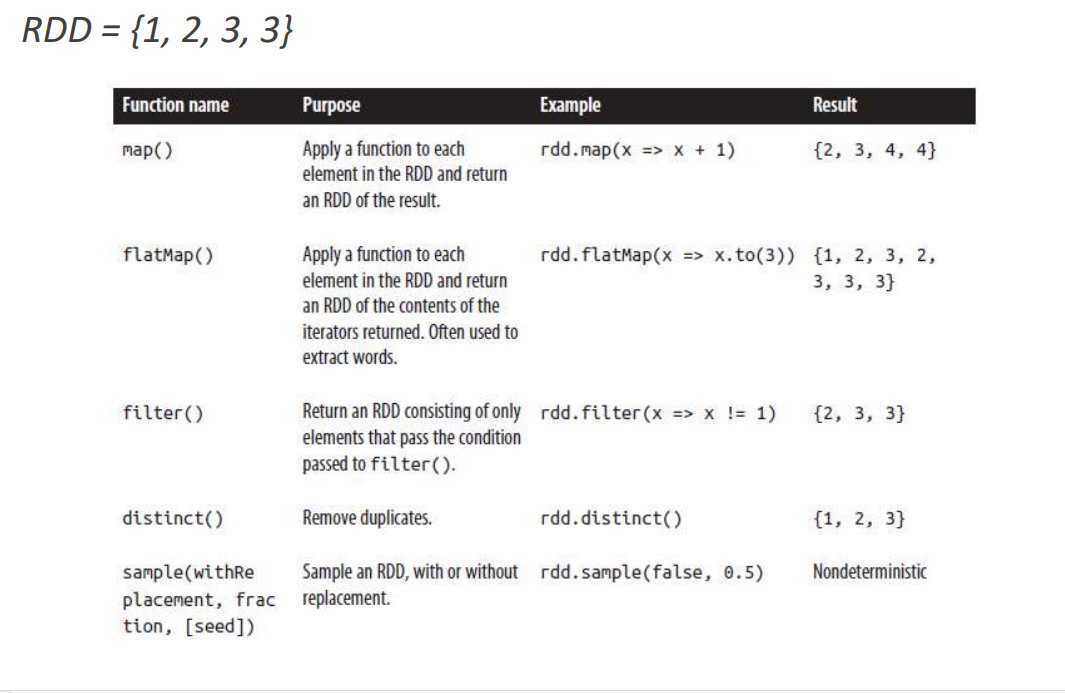 RDD = {1, 2, 3, 3}
Function name Purpose Example Result
map() Apply a function to each rdd.map(x => x + 1) {2, 3, 4, 4}
element in the RDD and return
an RDD of the result.
flatMap() Apply a function to each rdd.flatMap(x => x.to(3)) {1, 2, 3, 2,
element in the RDD and return 3, 3, 3}
an RDD of the contents of the
iterators returned. Often used to
extract words.
filter() Return an RDD consisting of only rdd.filter(x => x != 1) {2, 3, 3}
elements that pass the condition
passed to filter().
distinct() Remove duplicates. rdd.distinct() {1, 2, 3}
sample(withRe Sample an RDD, with or without rdd.sample(false, 0.5) Nondeterministic
placement, frac replacement.
tion, [seed])